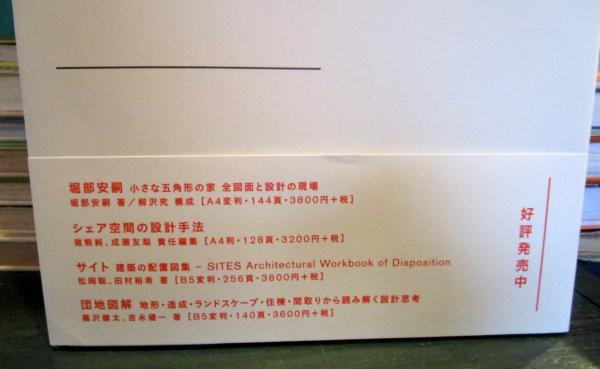 堀部安嗣 小さな五角形の家 全図面と設計の現場
堀部安嗣 著／柳沢究 構成［A4変判・144頁・3800円＋税］
シェア空間の設計手法
猪熊純、成瀬友梨 責任編集［A4判・128頁・3200円＋税］
サイト 建築の配置図集 – SITES Architectural Workbook of Disposition
松岡聡、田村裕希 著［B5変判・256頁・3600円＋税］
団地図解 地形・造成・ランドスケープ・住棟・間取りから読み解く設計思考
篠沢健太、吉永健一 著［B5変判・140頁・3600円＋税］
好評発売中